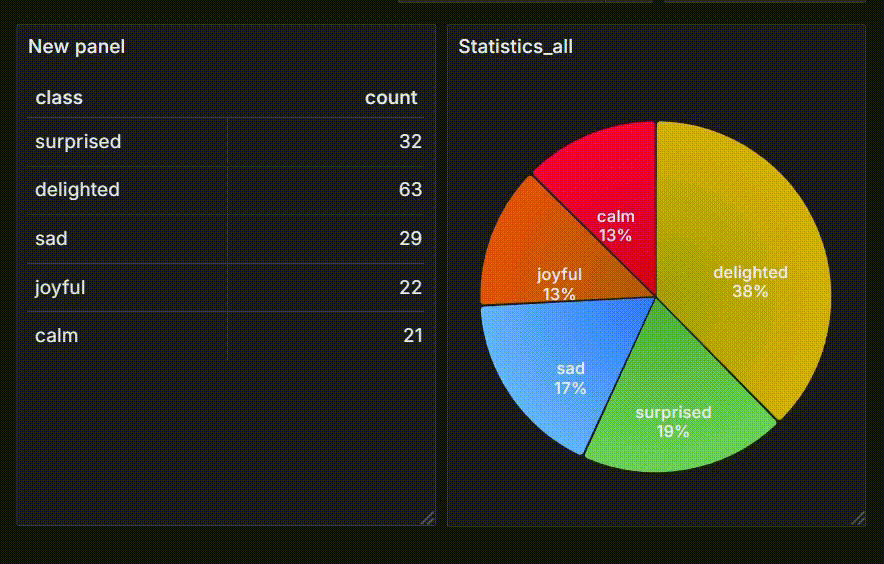 New panel
class count
surprised 32
delighted 63
sad 29
joyful 22
calm 21
Statistics_all
calm
13%
delighted
38%
joyful
13%
sad
17%
surprised
19%